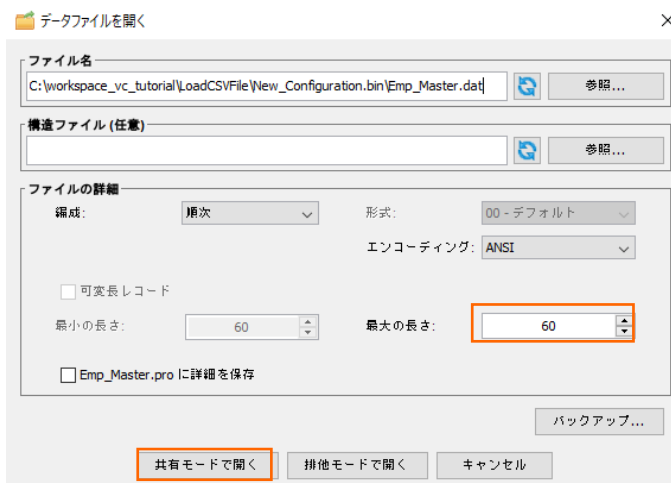 データファイルを開く
ファイル名
C:\workspace_vc_tutorial\LoadCSVFile\New_Configuration.bin\Emp_Master.dat
参照...
構造ファイル (任意)
参照...
ファイルの詳細
編成: 順次 形式: 00 - デフォルト
エンコーディング: ANSI
可変長レコード
最小の長さ: 60 最大の長さ: 60
Emp_Master.pro に詳細を保存
バックアップ...
共有モードで開く 排他モードで開く キャンセル